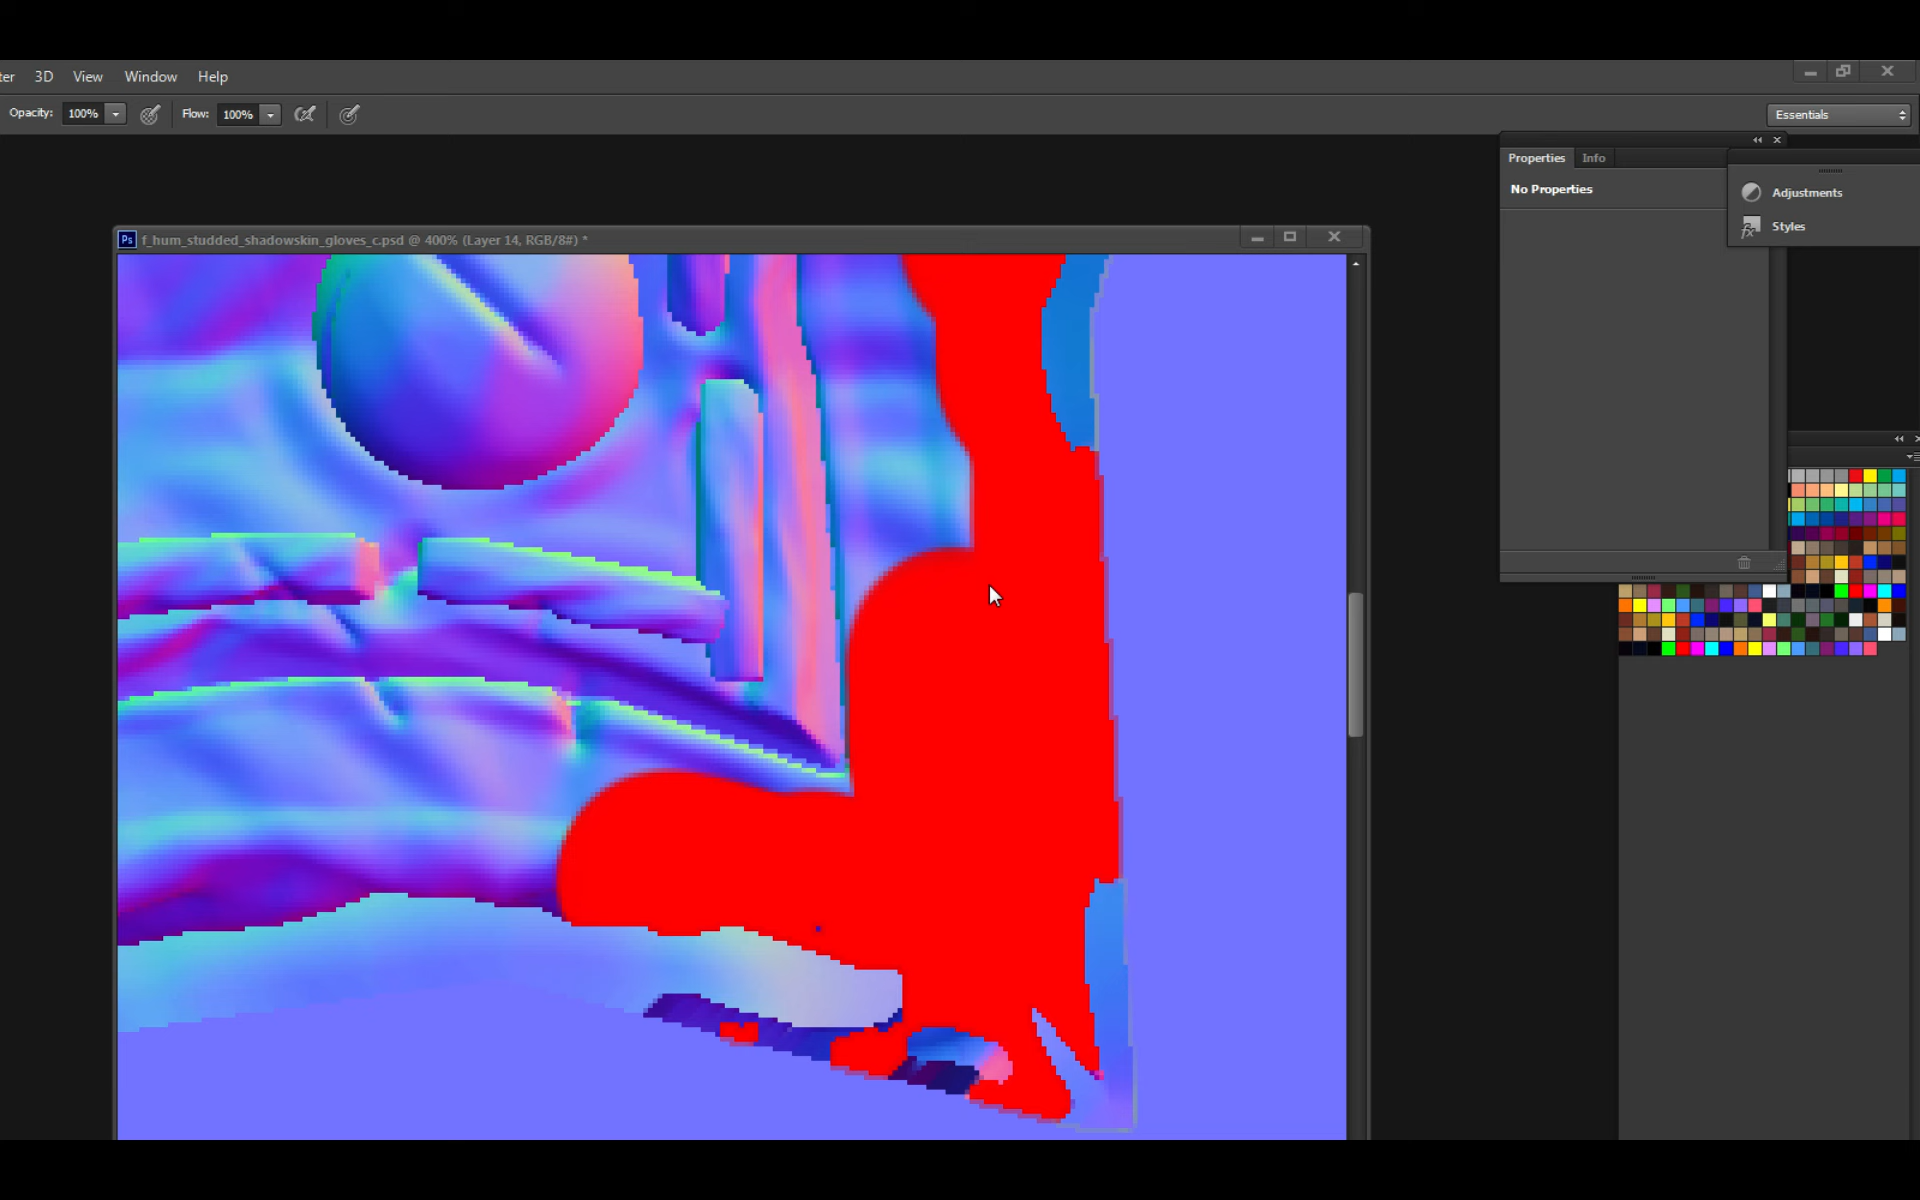 ter 3D View Window Help
Opacity: 100% Flow: 100% Essentials
Properties Info
No Properties
Adjustments
Styles
Ps f_hum_studded_shadowskin_gloves_c.psd @ 400% (Layer 14, RGB/8#) *